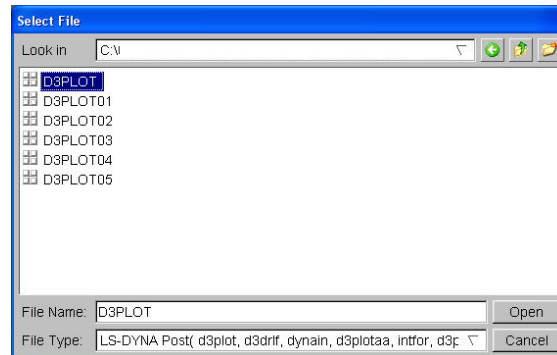 Select File
Look in C:\
D3PLOT
D3PLOT01
D3PLOT02
D3PLOT03
D3PLOT04
D3PLOT05
File Name: D3PLOT Open
File Type: LS-DYNA Post( d3plot, d3drlf, dynain, d3plotaa, intfor, d3p Cancel